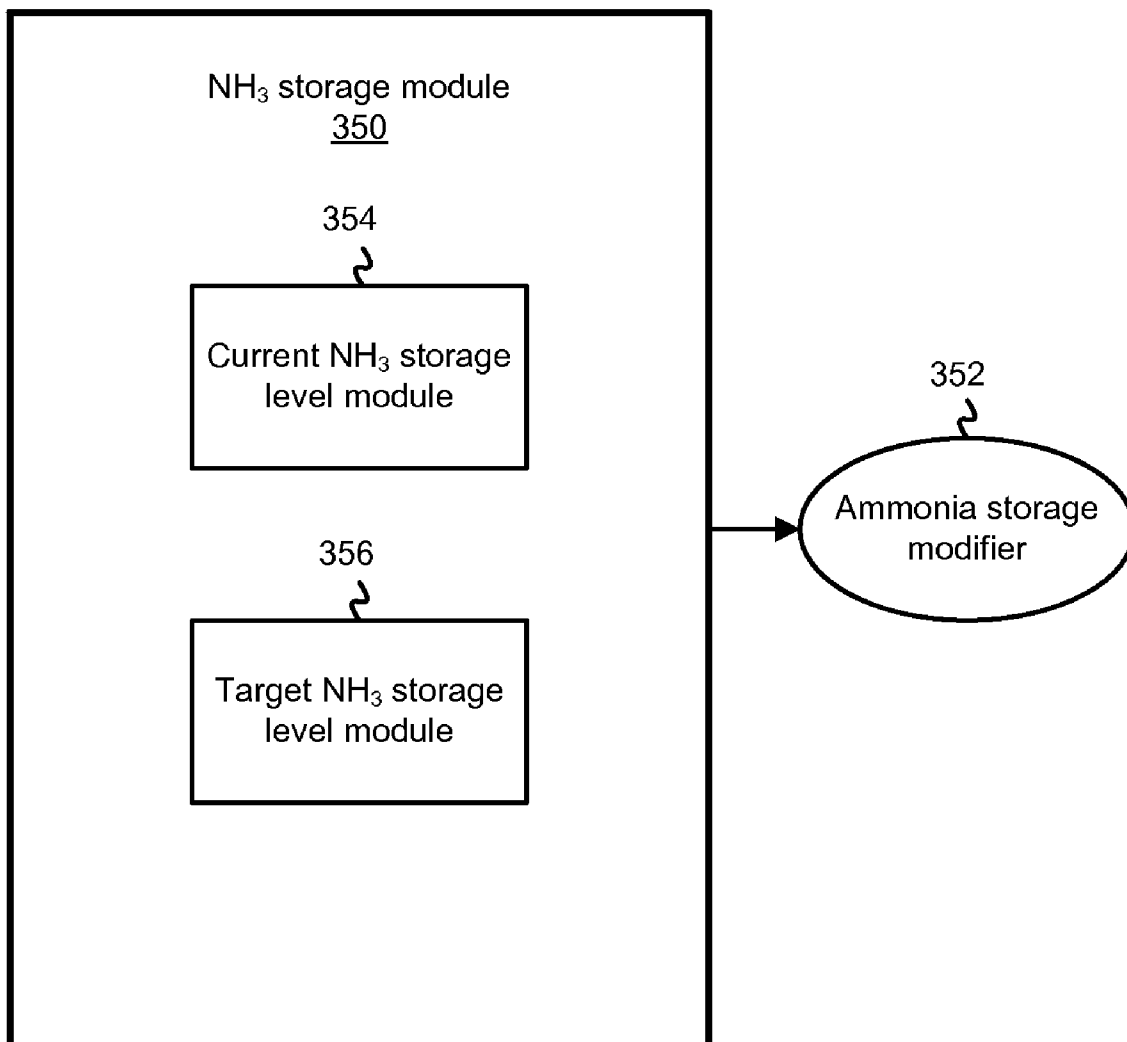 NH₃ storage module
350
354
Current NH₃ storage
level module
352
Ammonia storage
modifier
356
Target NH₃ storage
level module